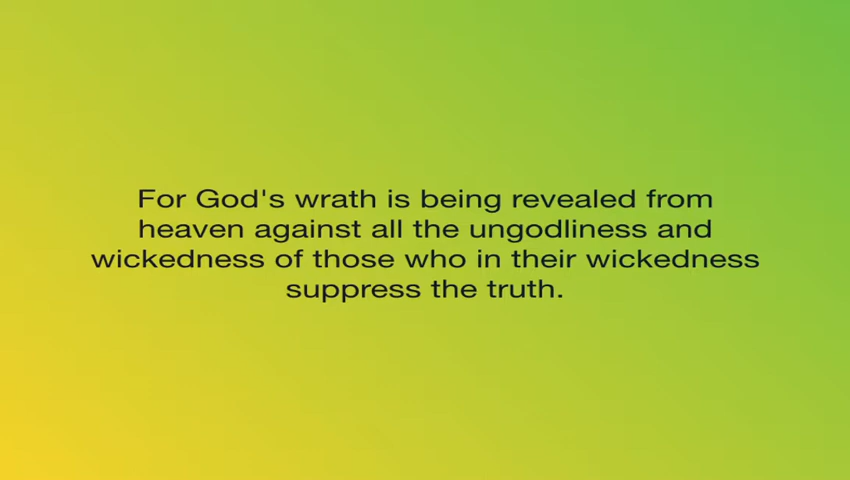 For God's wrath is being revealed from
heaven against all the ungodliness and
wickedness of those who in their wickedness
suppress the truth.